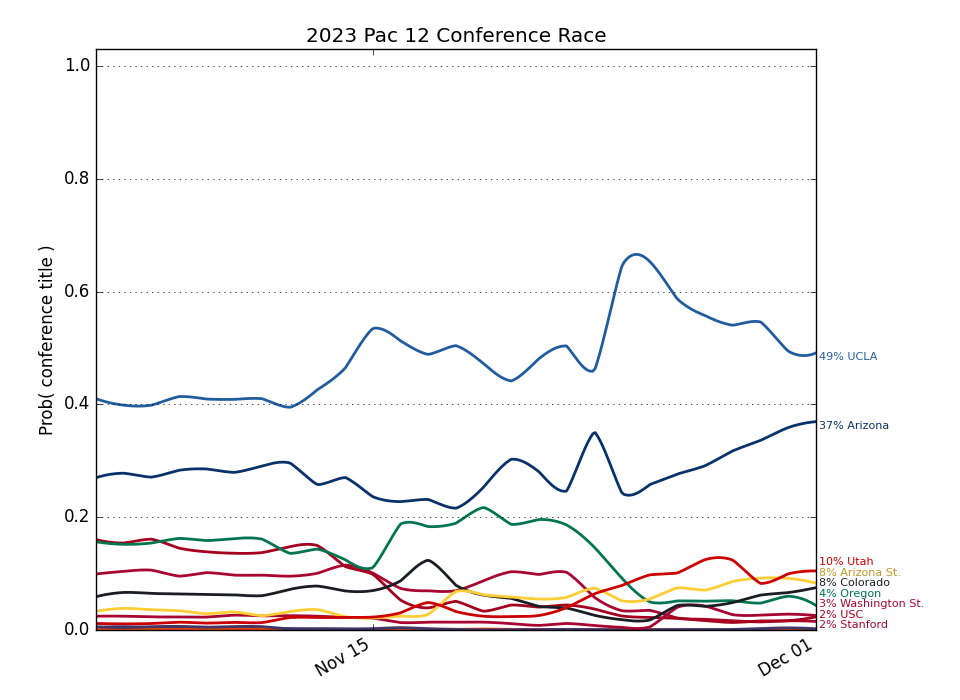 2023 Pac 12 Conference Race
Prob( conference title )
1.0
0.8
0.6
0.4
0.2
0.0
49% UCLA
37% Arizona
10% Utah
8% Arizona St.
8% Colorado
4% Oregon
3% Washington St.
2% USC
2% Stanford
Nov 15
Dec 01